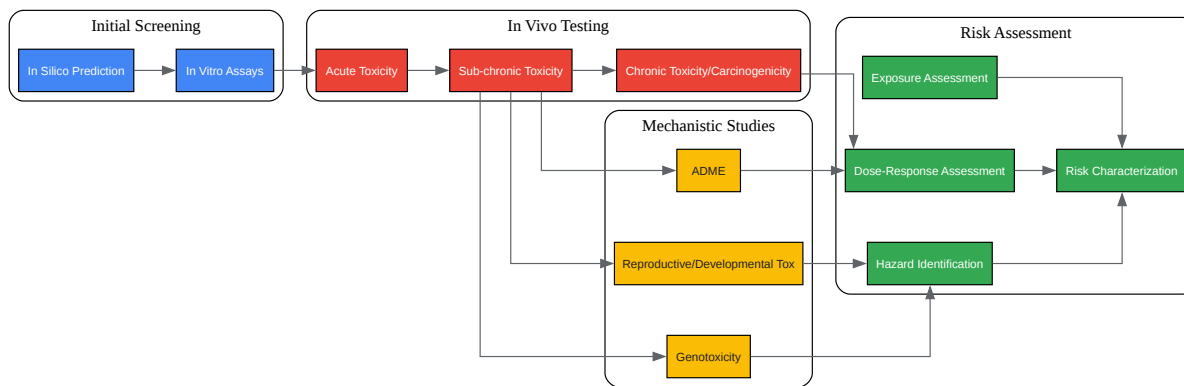 Initial Screening
In Silico Prediction
In Vitro Assays
In Vivo Testing
Acute Toxicity
Sub-chronic Toxicity
Chronic Toxicity/Carcinogenicity
Mechanistic Studies
ADME
Reproductive/Developmental Tox
Genotoxicity
Risk Assessment
Exposure Assessment
Dose-Response Assessment
Risk Characterization
Hazard Identification